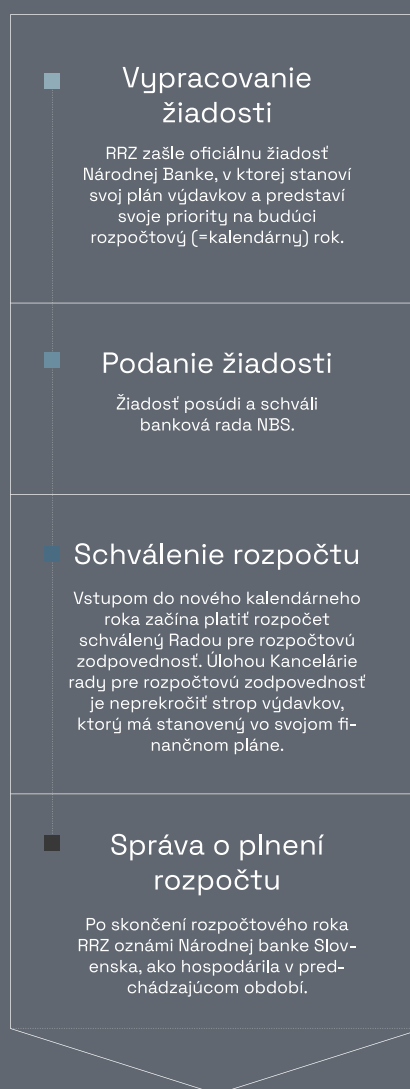 Vypracovanie
žiadosti
RRZ zašle oficiálnu žiadosť
Národnej Banke, v ktorej stanoví
svoj plán výdavkov a predstaví
svoje priority na budúci
rozpočtový (=kalendárny) rok.
Podanie žiadosti
Žiadosť posúdi a schváli
banková rada NBS.
Schválenie rozpočtu
Vstupom do nového kalendárneho
roka začína platiť rozpočet
schválený Radou pre rozpočtovú
zodpovednosť. Úlohou Kancelárie
rady pre rozpočtovú zodpovednosť
je neprekročiť strop výdavkov,
ktorý má stanovený vo svojom fi-
nančnom pláne.
Správa o plnení
rozpočtu
Po skončení rozpočtového roka
RRZ oznámi Národnej banke Slov-
enska, ako hospodárila v pred-
chádzajúcom období.